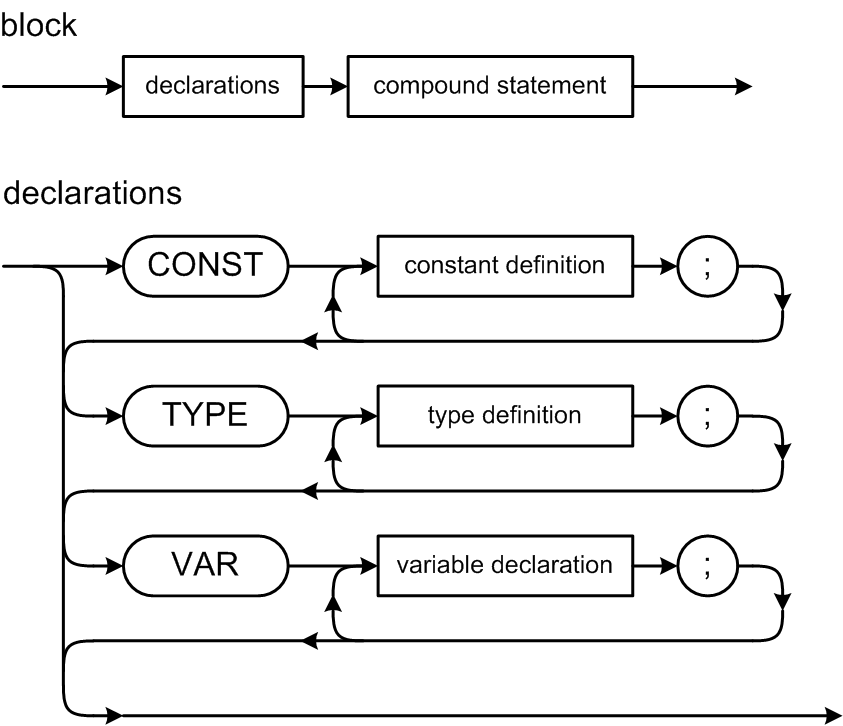 block
declarations compound statement
declarations
CONST constant definition ;
TYPE type definition ;
VAR variable declaration ;